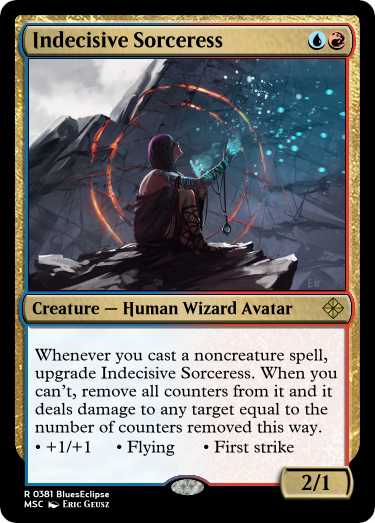 Indecisive Sorceress
Creature — Human Wizard Avatar
Whenever you cast a noncreature spell,
upgrade Indecisive Sorceress. When you
can't, remove all counters from it and it
deals damage to any target equal to the
number of counters removed this way.
• +1/+1 • Flying • First strike
2/1
R 0381 BluesEclipse
MSC Eric Geusz